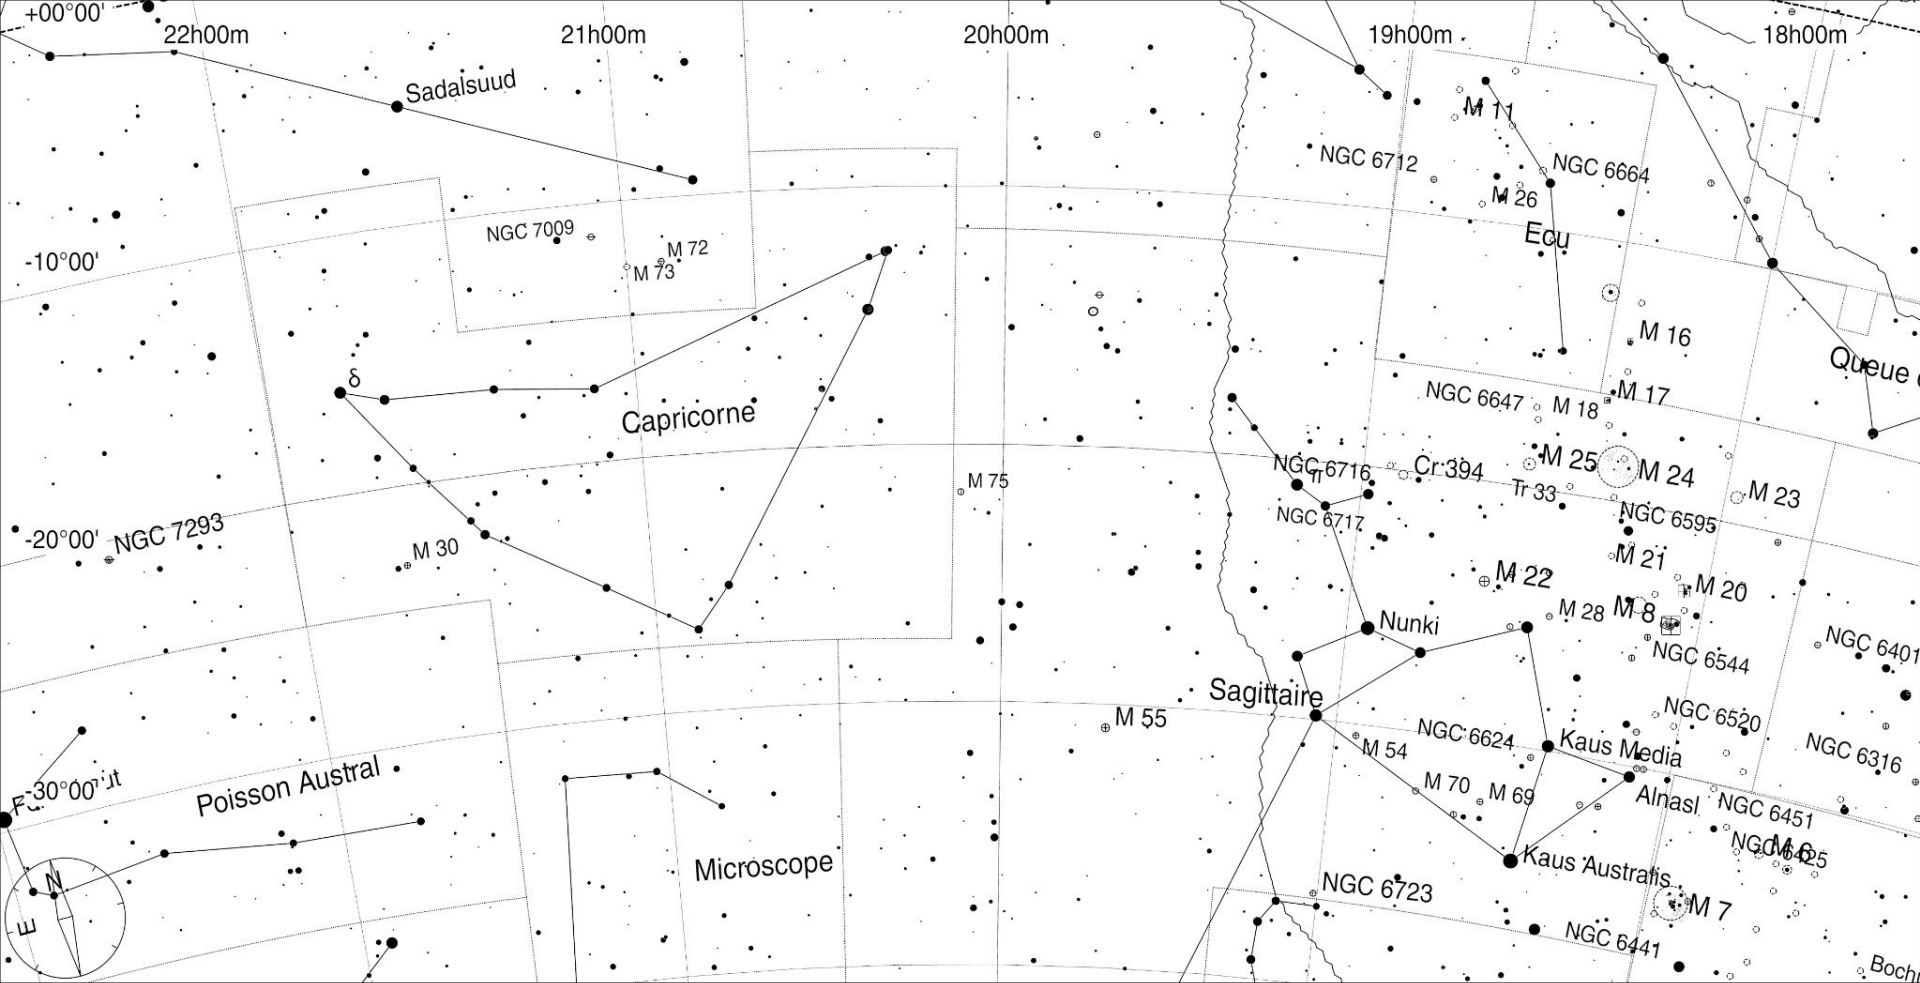 +00°00'
22h00m
21h00m
20h00m
19h00m
18h00m
Sadalsuud
M 11
NGC 6712
NGC 6664
M 26
Ecu
NGC 7009
M 72
M 73
-10°00'
M 16
Queue
δ
M 17
NGC 6647
M 18
Capricorne
M 25
M 24
NGC 6716
Cr 394
π
M 75
Tr 33
M 23
NGC 6717
NGC 6595
-20°00'
NGC 7293
M 30
M 21
M 22
M 20
M 28
M 8
Nunki
NGC 6401
NGC 6544
Sagittaire
M 55
NGC 6520
NGC 6624
Kaus Media
M 54
NGC 6316
Poisson Austral
-30°00'
M 70
M 69
Alnasl
NGC 6451
M 6
Microscope
Kaus Australis
NGC 6723
M 7
N
E
NGC 6441